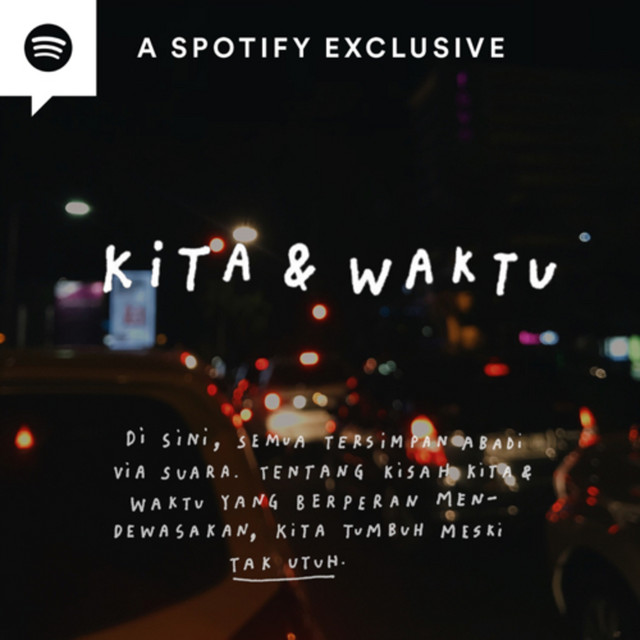 A SPOTIFY EXCLUSIVE
KiTA & WAKTU
Di SiNi, SEMUA TERSiMPAN ABADi
ViA SUARA. TENTANG KiSAH KiTA &
WAKTU YANG BERPERAN MEN-
DEWASAKAN, KiTA TUMBUH MESKi
TAK UTUH.